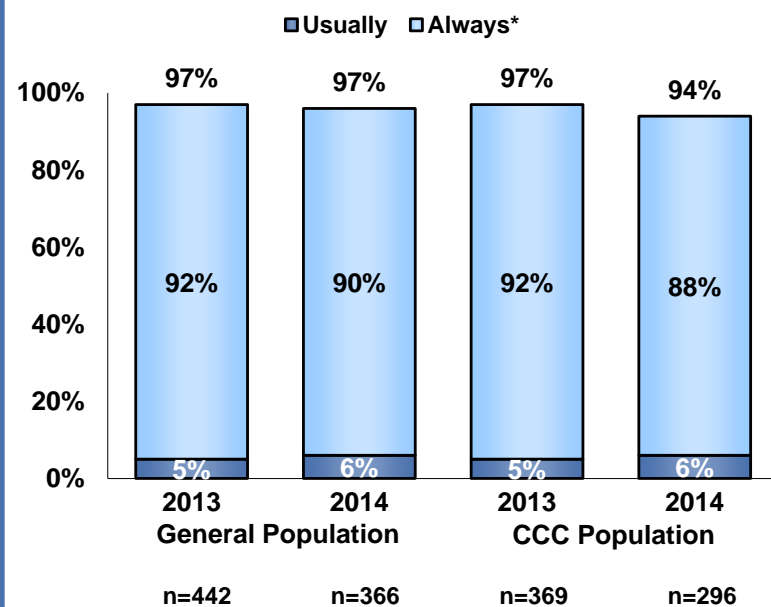 Usually Always*
97% 97% 97% 94%
100%
80%
60%
40%
20%
0%
92% 90% 92% 88%
5% 6% 5% 6%
2013 2014 2013 2014
General Population CCC Population
n=442 n=366 n=369 n=296